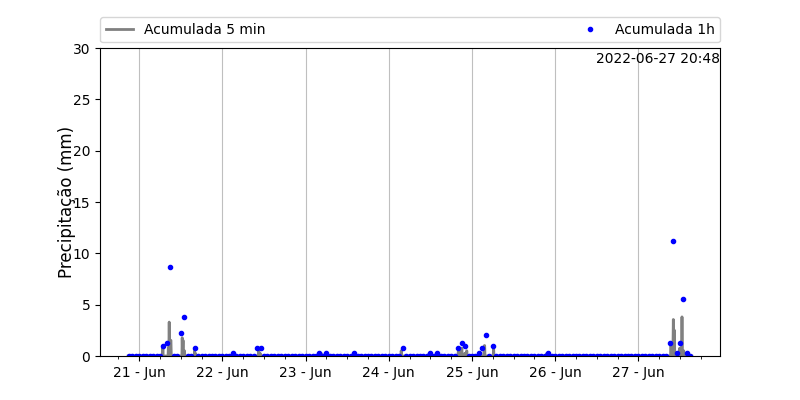 Acumulada 5 min
Acumulada 1h
2022-06-27 20:48
Precipitação (mm)
30
25
20
15
10
5
0
21 - Jun 22 - Jun 23 - Jun 24 - Jun 25 - Jun 26 - Jun 27 - Jun